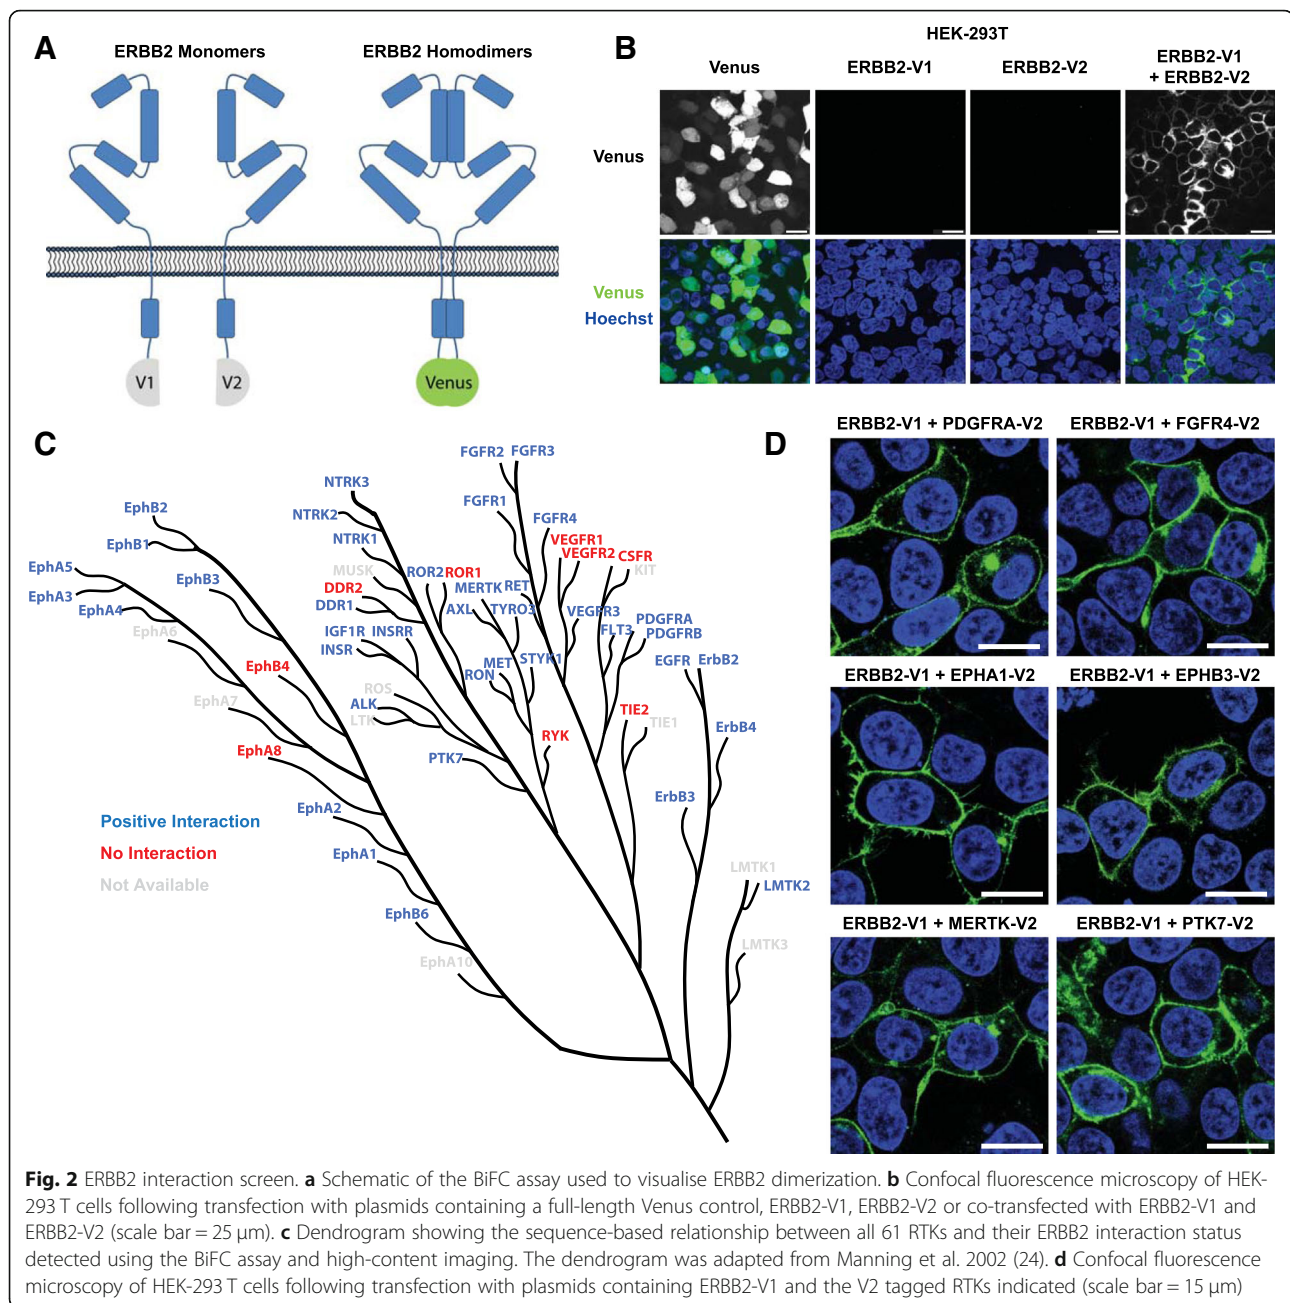 A
ERBB2 Monomers
ERBB2 Homodimers
V1
V2
Venus
B
HEK-293T
Venus
ERBB2-V1
ERBB2-V2
ERBB2-V1
+ ERBB2-V2
Venus
Venus
Hoechst
C
FGFR2
FGFR3
NTRK3
FGFR1
EphB2
NTRK2
FGFR4
NTRK1
VEGFR1
EphB1
VEGFR2
CSFR
EphA5
MUSK
ROR2
ROR1
KIT
EphB3
DDR2
MERTK
RET
EphA3
DDR1
AXL
TYRO3
VEGFR3
EphA4
PDGFRA
EphA6
IGF1R
INSRR
FLT3
PDGFRB
INSR
MET
STYK1
EGFR
ErbB2
EphB4
RON
ROS
EphA7
ALK
LTK
TIE2
TIE1
ErbB4
RYK
EphA8
PTK7
ErbB3
EphA2
Positive Interaction
No Interaction
Not Available
EphA1
LMTK1
LMTK2
EphB6
LMTK3
EphA10
D
ERBB2-V1 + PDGFRA-V2
ERBB2-V1 + FGFR4-V2
ERBB2-V1 + EPHA1-V2
ERBB2-V1 + EPHB3-V2
ERBB2-V1 + MERTK-V2
ERBB2-V1 + PTK7-V2
Fig. 2 ERBB2 interaction screen. a Schematic of the BiFC assay used to visualise ERBB2 dimerization. b Confocal fluorescence microscopy of HEK-
293 T cells following transfection with plasmids containing a full-length Venus control, ERBB2-V1, ERBB2-V2 or co-transfected with ERBB2-V1 and
ERBB2-V2 (scale bar = 25 μm). c Dendrogram showing the sequence-based relationship between all 61 RTKs and their ERBB2 interaction status
detected using the BiFC assay and high-content imaging. The dendrogram was adapted from Manning et al. 2002 (24). d Confocal fluorescence
microscopy of HEK-293 T cells following transfection with plasmids containing ERBB2-V1 and the V2 tagged RTKs indicated (scale bar = 15 μm)